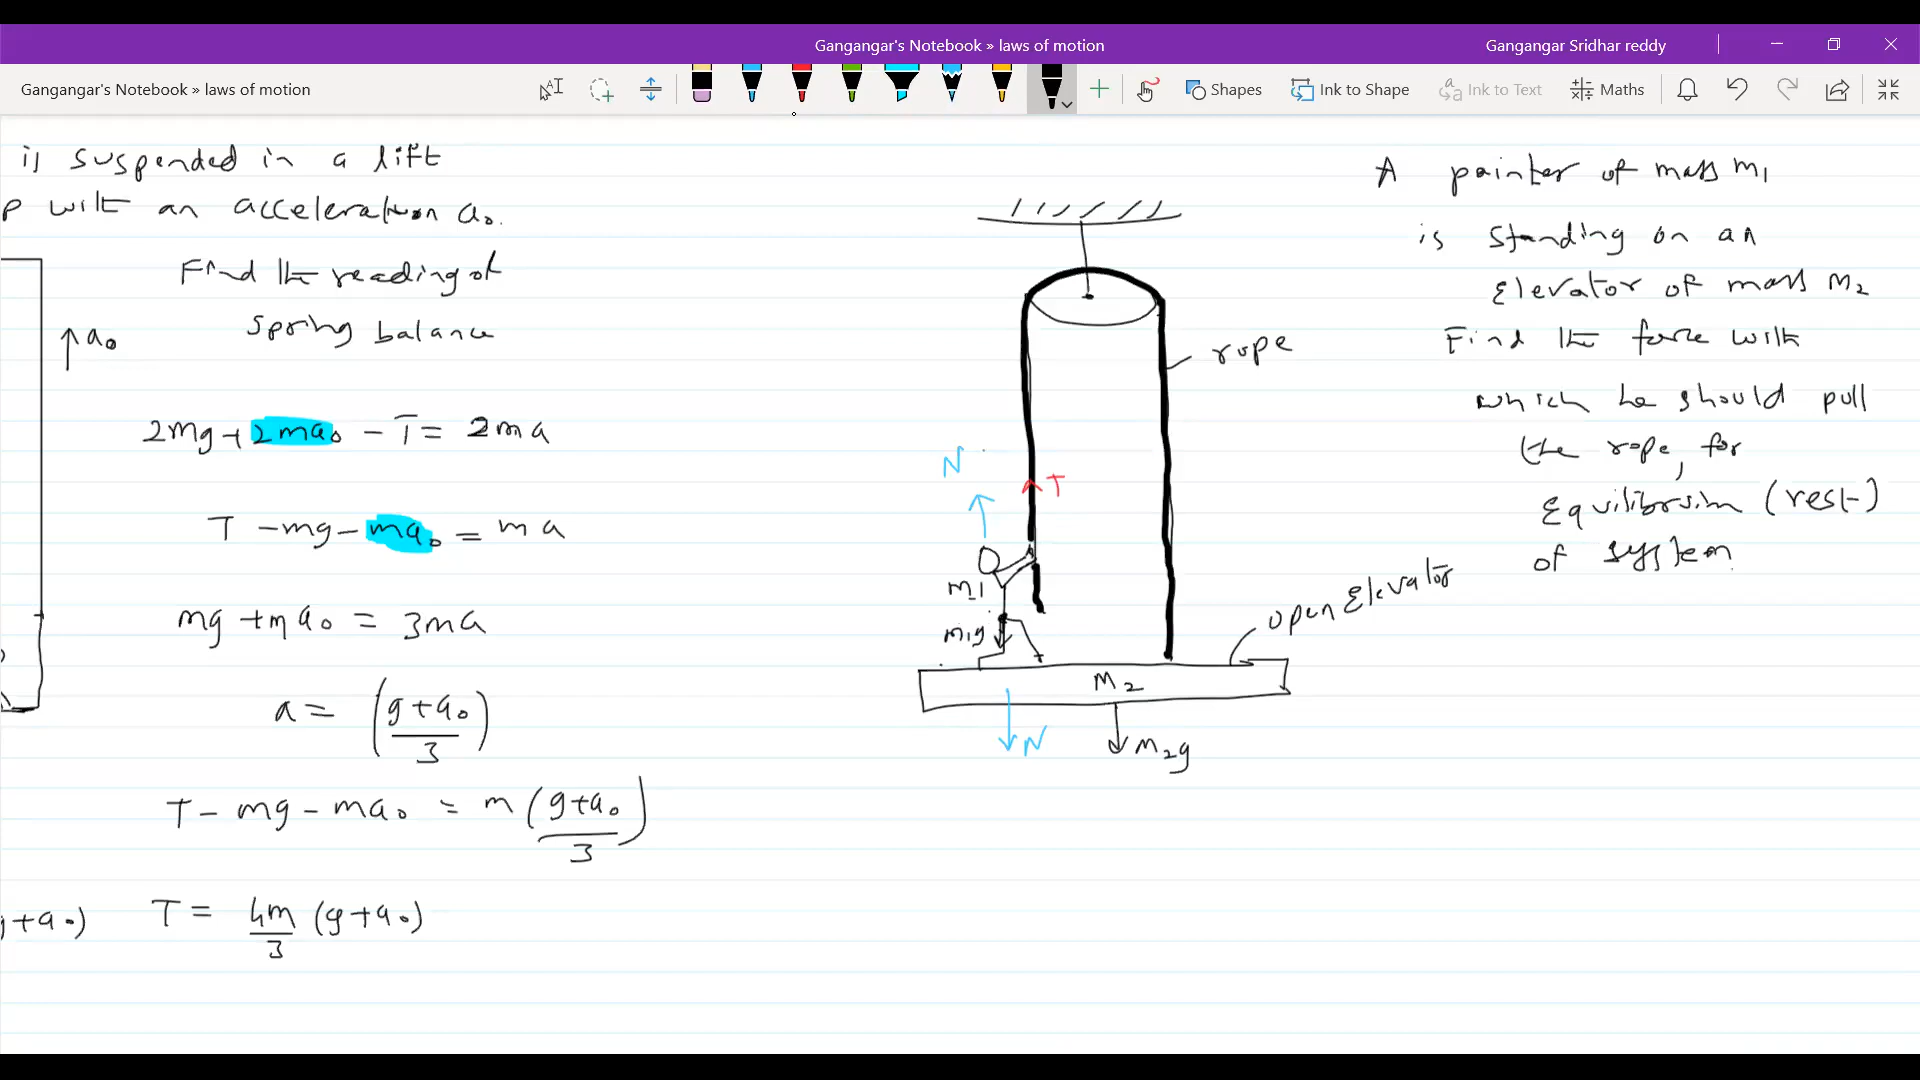 Gangangar's Notebook » laws of motion
Gangangar Sridhar reddy
Gangangar's Notebook » laws of motion
Shapes
Ink to Shape
Ink to Text
Maths
is suspended in a lift
p with an acceleration a₀.
Find the reading of
spring balance
↑a₀
2mg + 2ma₀ - T = 2ma
T - mg - ma₀ = ma
mg + ma₀ = 3ma
a = (g+a₀/3)
T - mg - ma₀ = m(g+a₀/3)
+a₀)
T = 4m/3 (g+a₀)
rope
N
T
m1
m1g
M2
open Elevator
N
M2g
A painter of mass m1
is standing on an
Elevator of mass M2
Find the force with
which he should pull
the rope, for
Equilibrium (rest)
of system